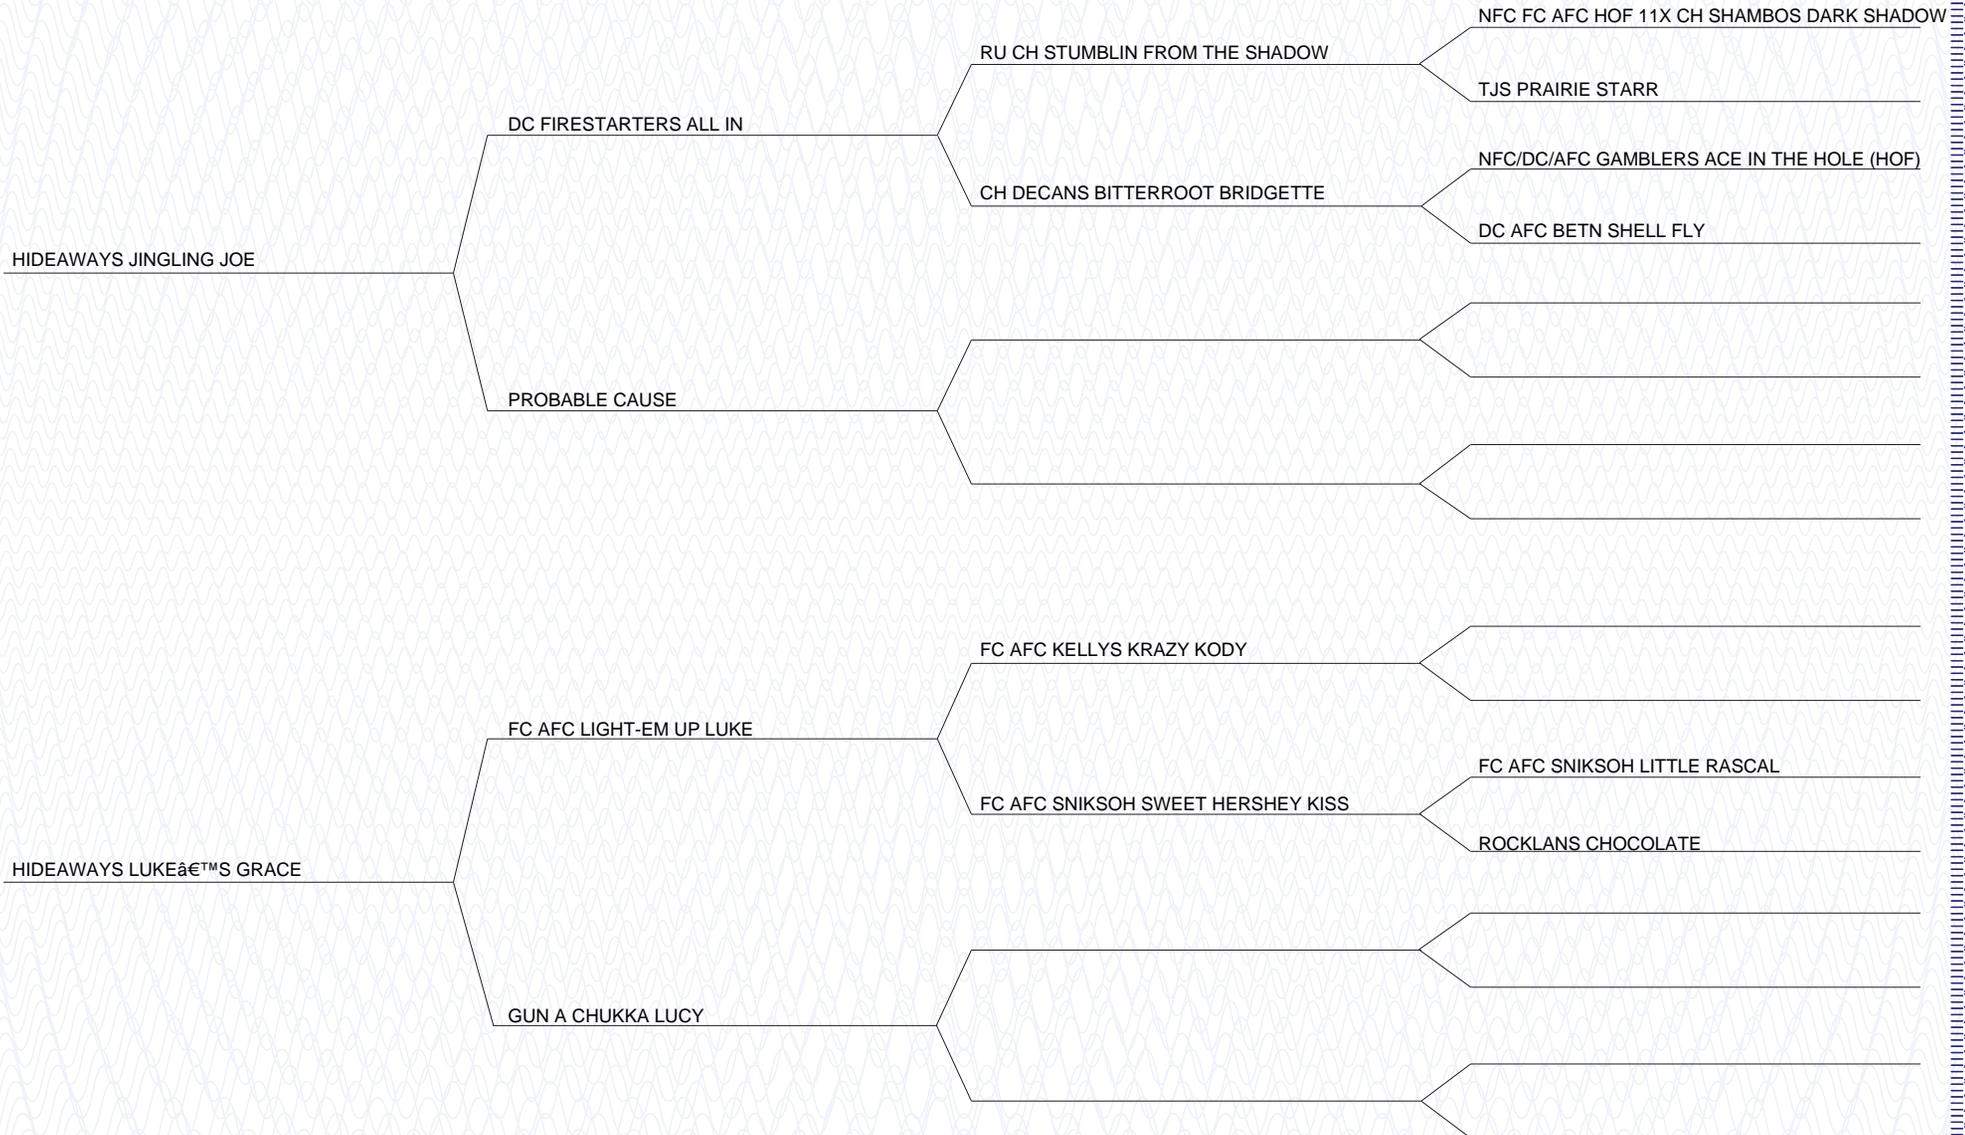 NFC FC AFC HOF 11X CH SHAMBOS DARK SHADOW
RU CH STUMBLIN FROM THE SHADOW
TJS PRAIRIE STARR
DC FIRESTARTERS ALL IN
NFC/DC/AFC GAMBLERS ACE IN THE HOLE (HOF)
CH DECANS BITTERROOT BRIDGETTE
DC AFC BETN SHELL FLY
HIDEAWAYS JINGLING JOE
PROBABLE CAUSE
FC AFC KELLYS KRAZY KODY
FC AFC LIGHT-EM UP LUKE
FC AFC SNIKSOH LITTLE RASCAL
FC AFC SNIKSOH SWEET HERSHEY KISS
ROCKLANS CHOCOLATE
HIDEAWAYS LUKEâ€™S GRACE
GUN A CHUKKA LUCY